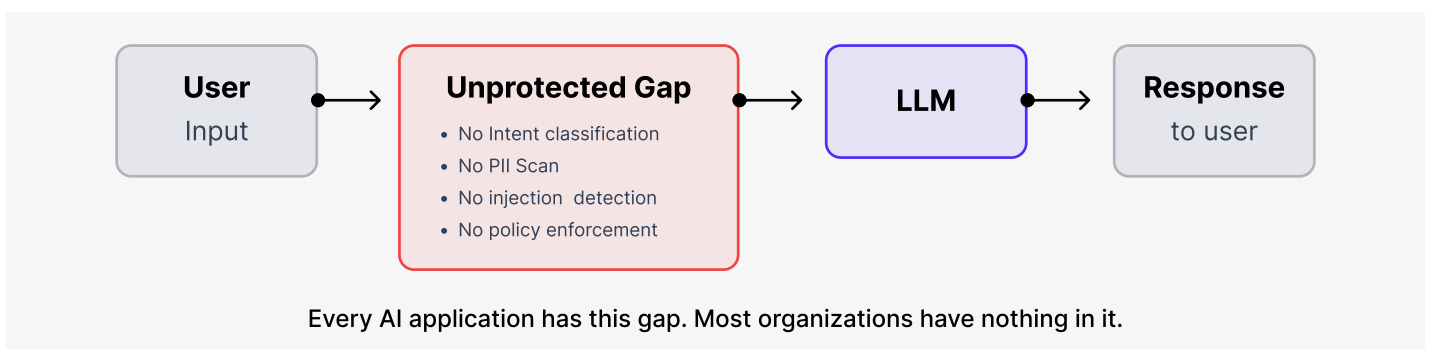 User
Input
Unprotected Gap
• No Intent classification
• No PII Scan
• No injection  detection
• No policy enforcement
LLM
Response
to user
Every AI application has this gap. Most organizations have nothing in it.